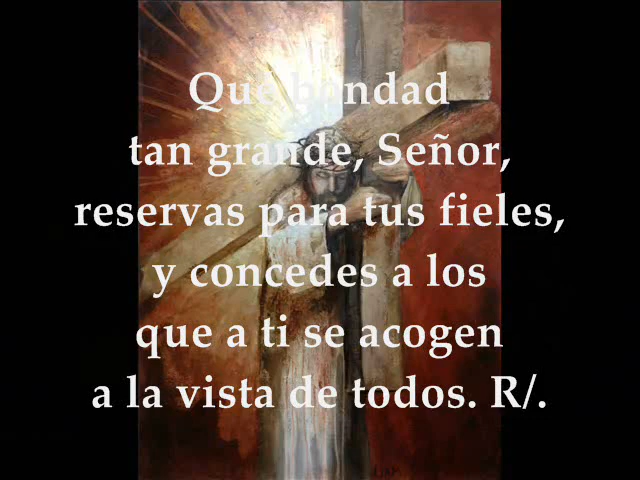 Qué bondad
tan grande, Señor,
reservas para tus fieles,
y concedes a los
que a ti se acogen
a la vista de todos. R/.